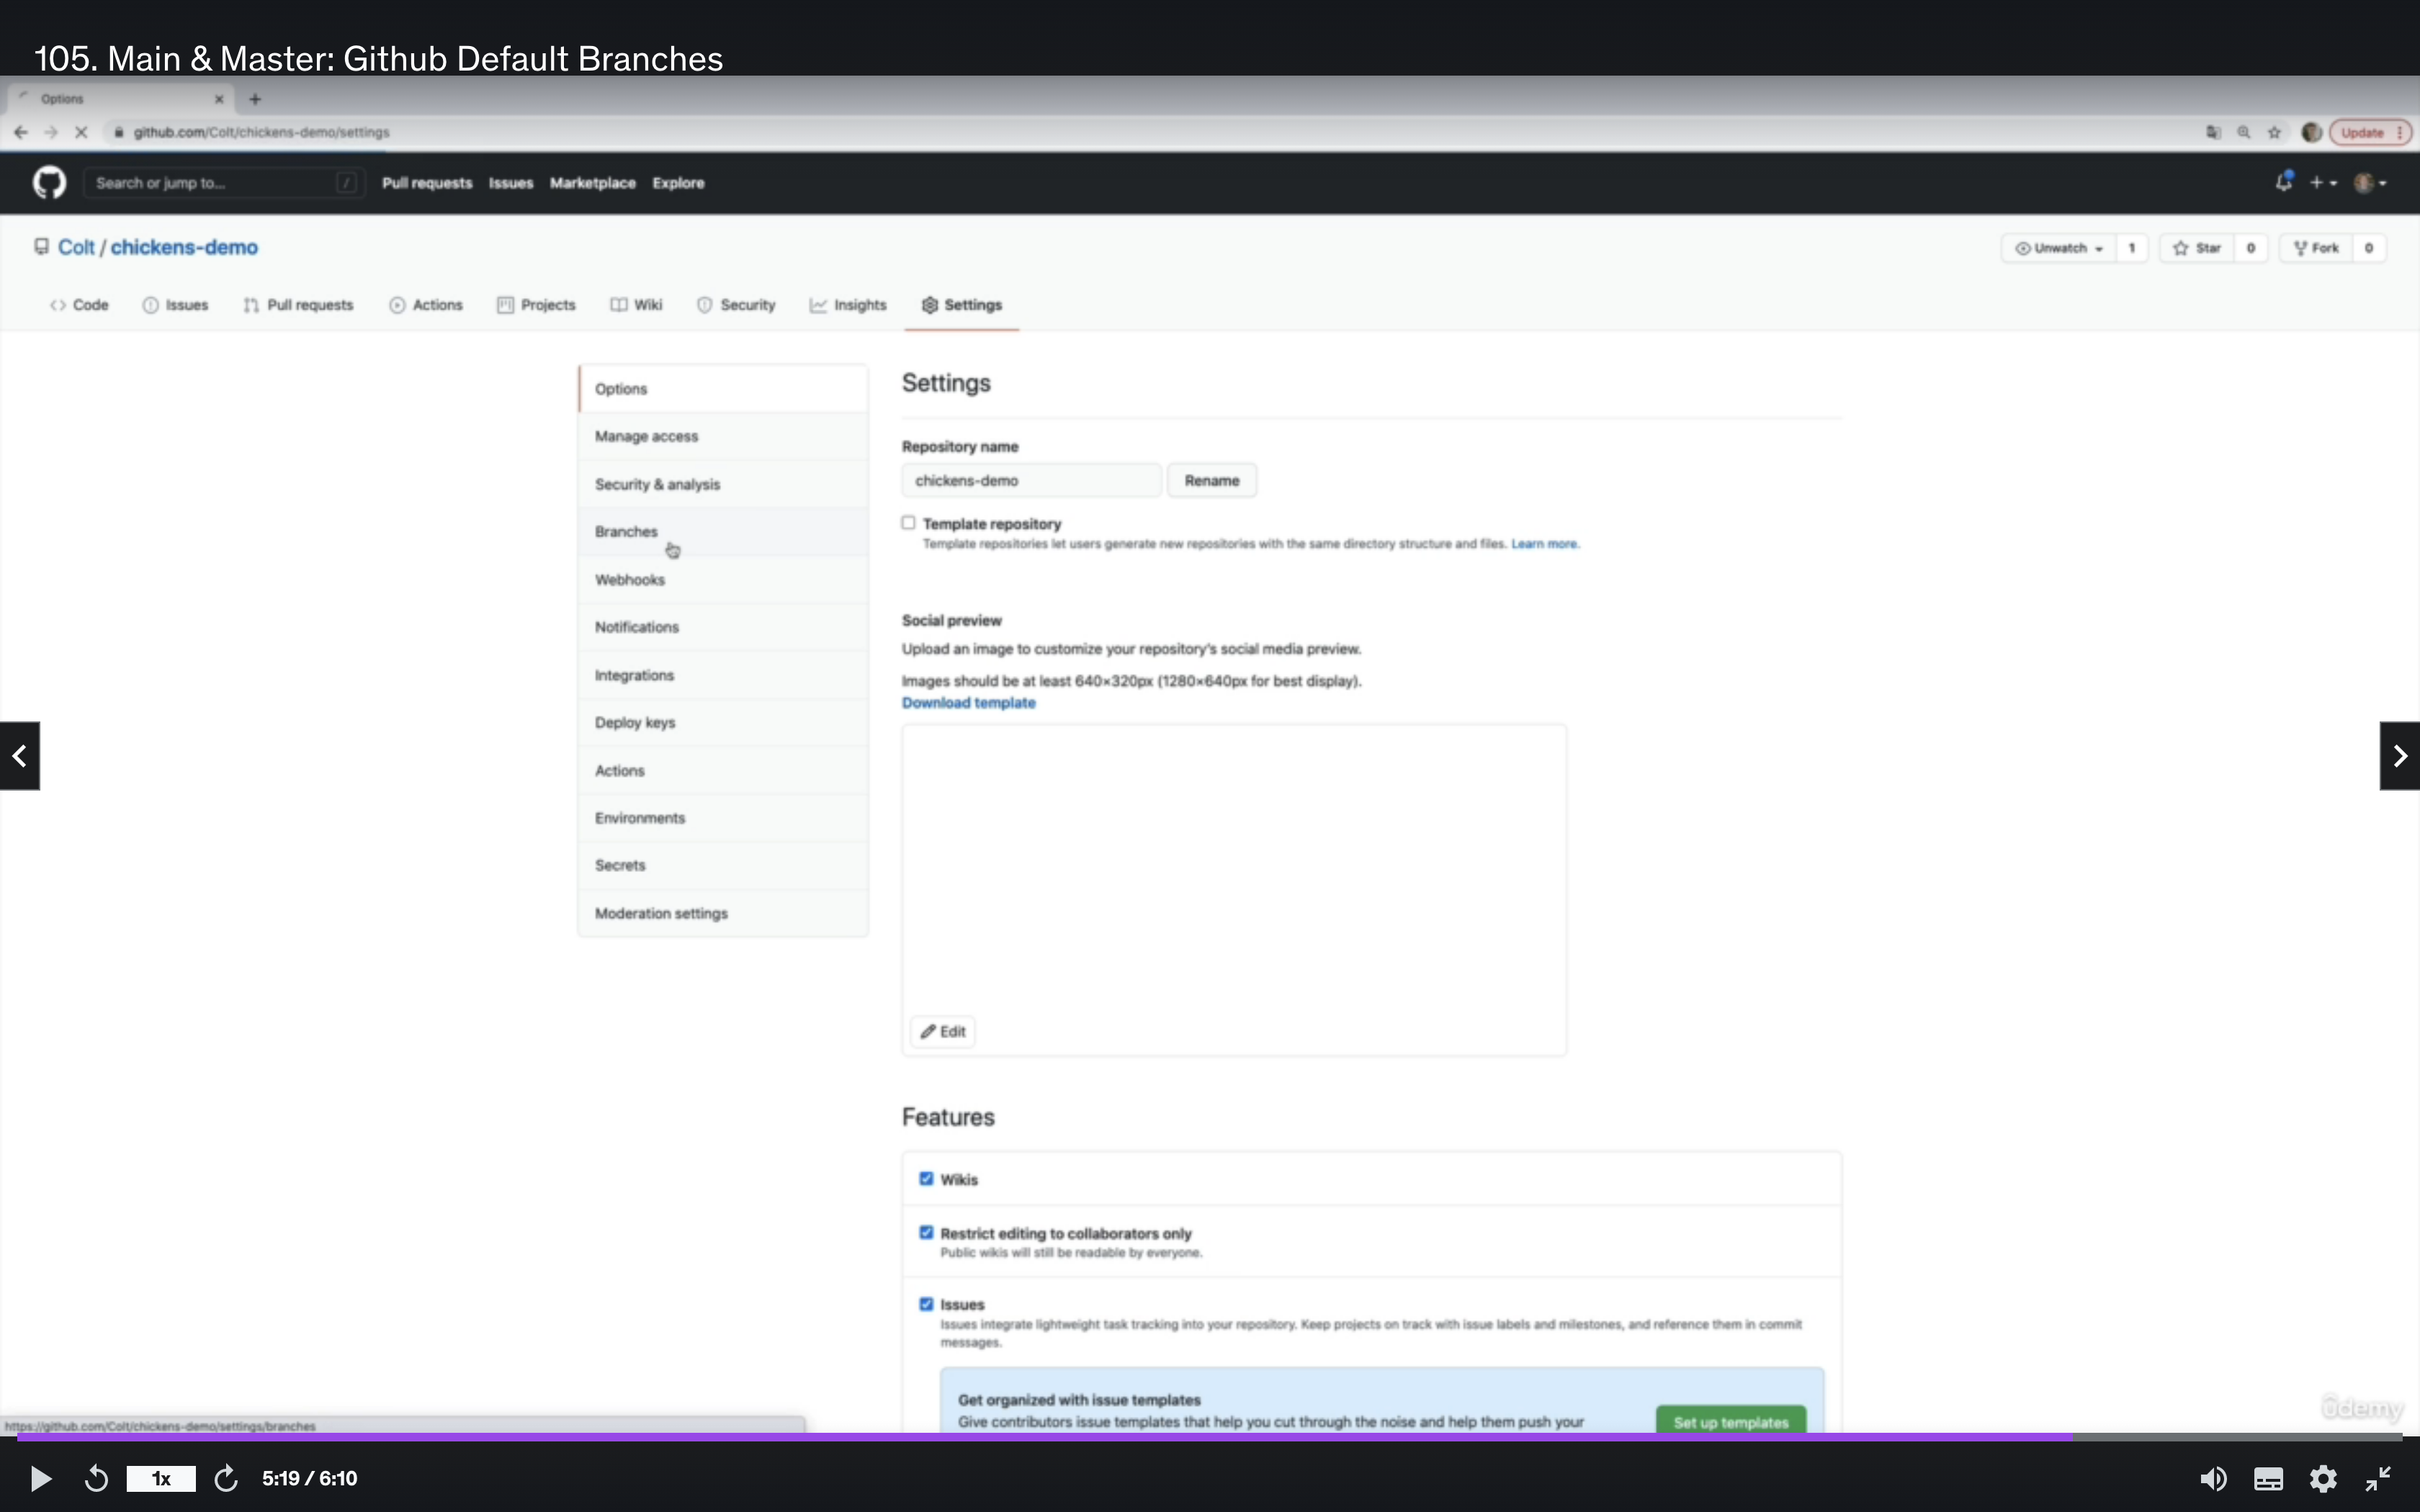 105. Main & Master: Github Default Branches
Options
github.com/Colt/chickens-demo/settings
Update
Search or jump to...
/
Pull requests Issues Marketplace Explore
Colt / chickens-demo
Unwatch 1 Star 0 Fork 0
Code Issues Pull requests Actions Projects Wiki Security Insights Settings
Options
Manage access
Security & analysis
Branches
Webhooks
Notifications
Integrations
Deploy keys
Actions
Environments
Secrets
Moderation settings
Settings
Repository name
chickens-demo Rename
Template repository
Template repositories let users generate new repositories with the same directory structure and files. Learn more.
Social preview
Upload an image to customize your repository's social media preview.
Images should be at least 640×320px (1280×640px for best display).
Download template
Edit
Features
Wikis
Restrict editing to collaborators only
Public wikis will still be readable by everyone.
Issues
Issues integrate lightweight task tracking into your repository. Keep projects on track with issue labels and milestones, and reference them in commit
messages.
Get organized with issue templates
Give contributors issue templates that help you cut through the noise and help them push your
Set up templates
ûdemy
https://github.com/Colt/chickens-demo/settings/branches
1x 5:19 / 6:10